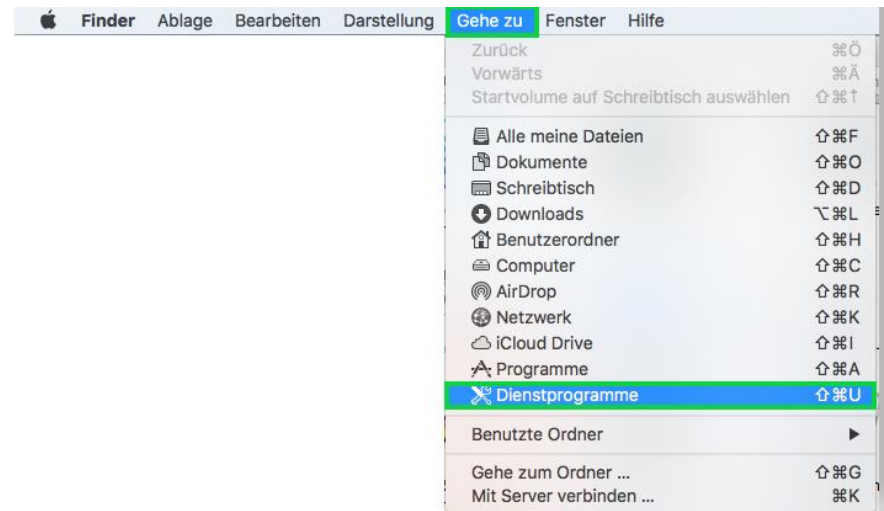 Finder Ablage Bearbeiten Darstellung Gehe zu Fenster Hilfe
Zurück ⌘Ö
Vorwärts ⌘Ä
Startvolume auf Schreibtisch auswählen ⇧⌘↑
Alle meine Dateien ⇧⌘F
Dokumente ⇧⌘O
Schreibtisch ⇧⌘D
Downloads ⌥⌘L
Benutzerordner ⇧⌘H
Computer ⇧⌘C
AirDrop ⇧⌘R
Netzwerk ⇧⌘K
iCloud Drive ⇧⌘I
Programme ⇧⌘A
Dienstprogramme ⇧⌘U
Benutzte Ordner ▶
Gehe zum Ordner ... ⇧⌘G
Mit Server verbinden ... ⌘K